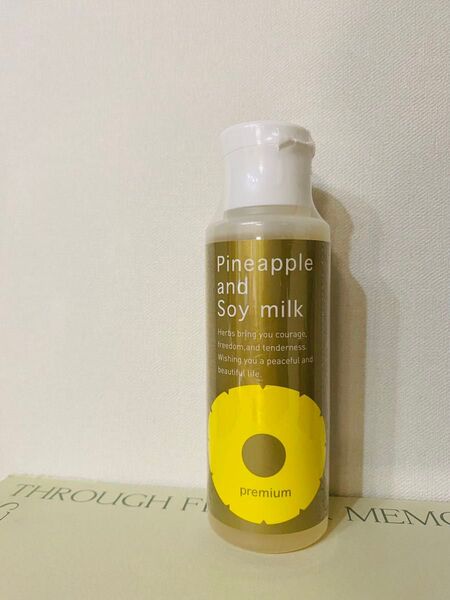 Pineapple
and
Soy milk
Herbs bring you courage,
freedom,and tenderness.
Wishing you a peaceful and
beautiful life.
premium
THROUGH